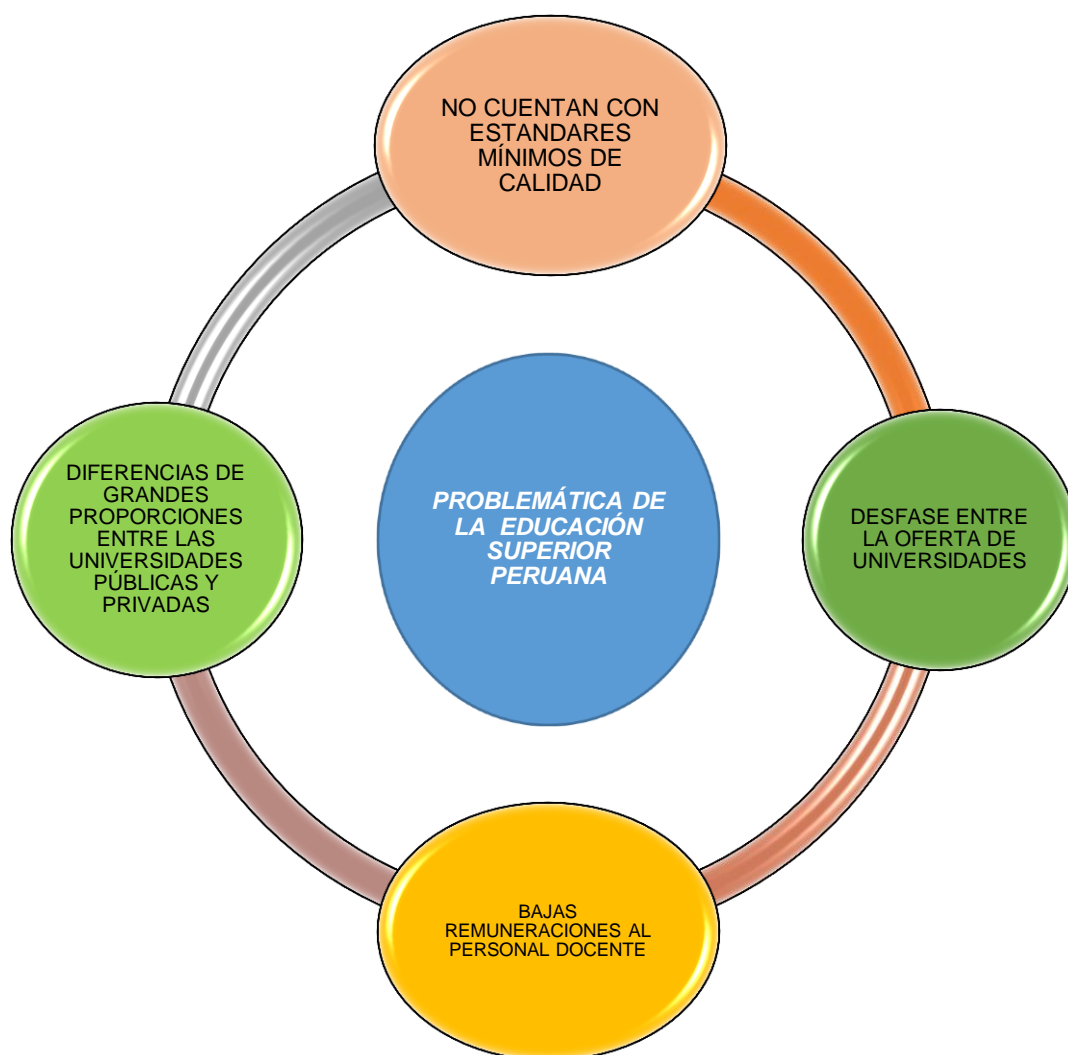 NO CUENTAN CON
ESTANDARES
MÍNIMOS DE
CALIDAD
DIFERENCIAS DE
GRANDES
PROPORCIONES
ENTRE LAS
UNIVERSIDADES
PÚBLICAS Y
PRIVADAS
PROBLEMÁTICA DE
LA EDUCACIÓN
SUPERIOR
PERUANA
DESFASE ENTRE
LA OFERTA DE
UNIVERSIDADES
BAJAS
REMUNERACIONES AL
PERSONAL DOCENTE